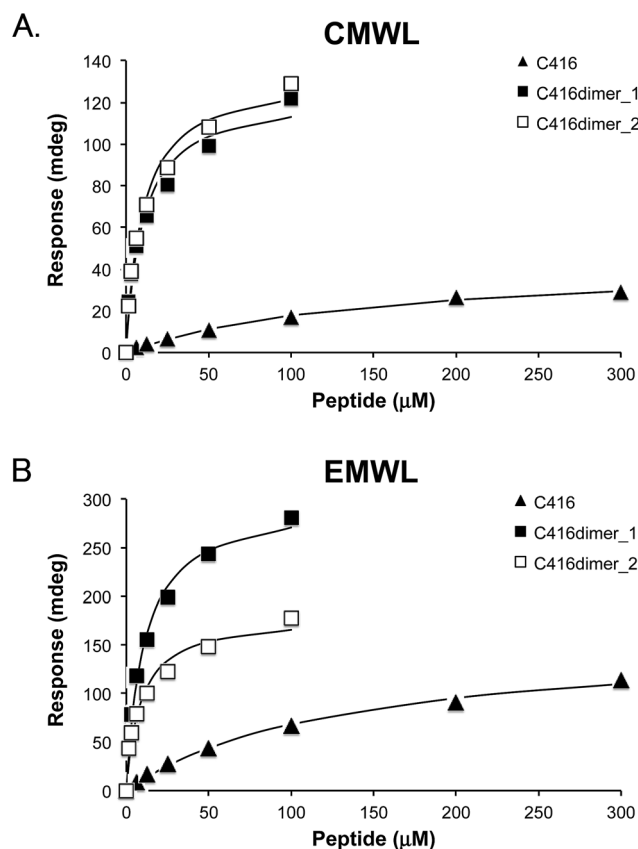 A.
CMWL
C416
C416dimer_1
C416dimer_2
140
120
100
80
60
40
20
0
Response (mdeg)
0 50 100 150 200 250 300
Peptide (μM)
B
EMWL
C416
C416dimer_1
C416dimer_2
300
250
200
150
100
50
0
Response (mdeg)
0 50 100 150 200 250 300
Peptide (μM)